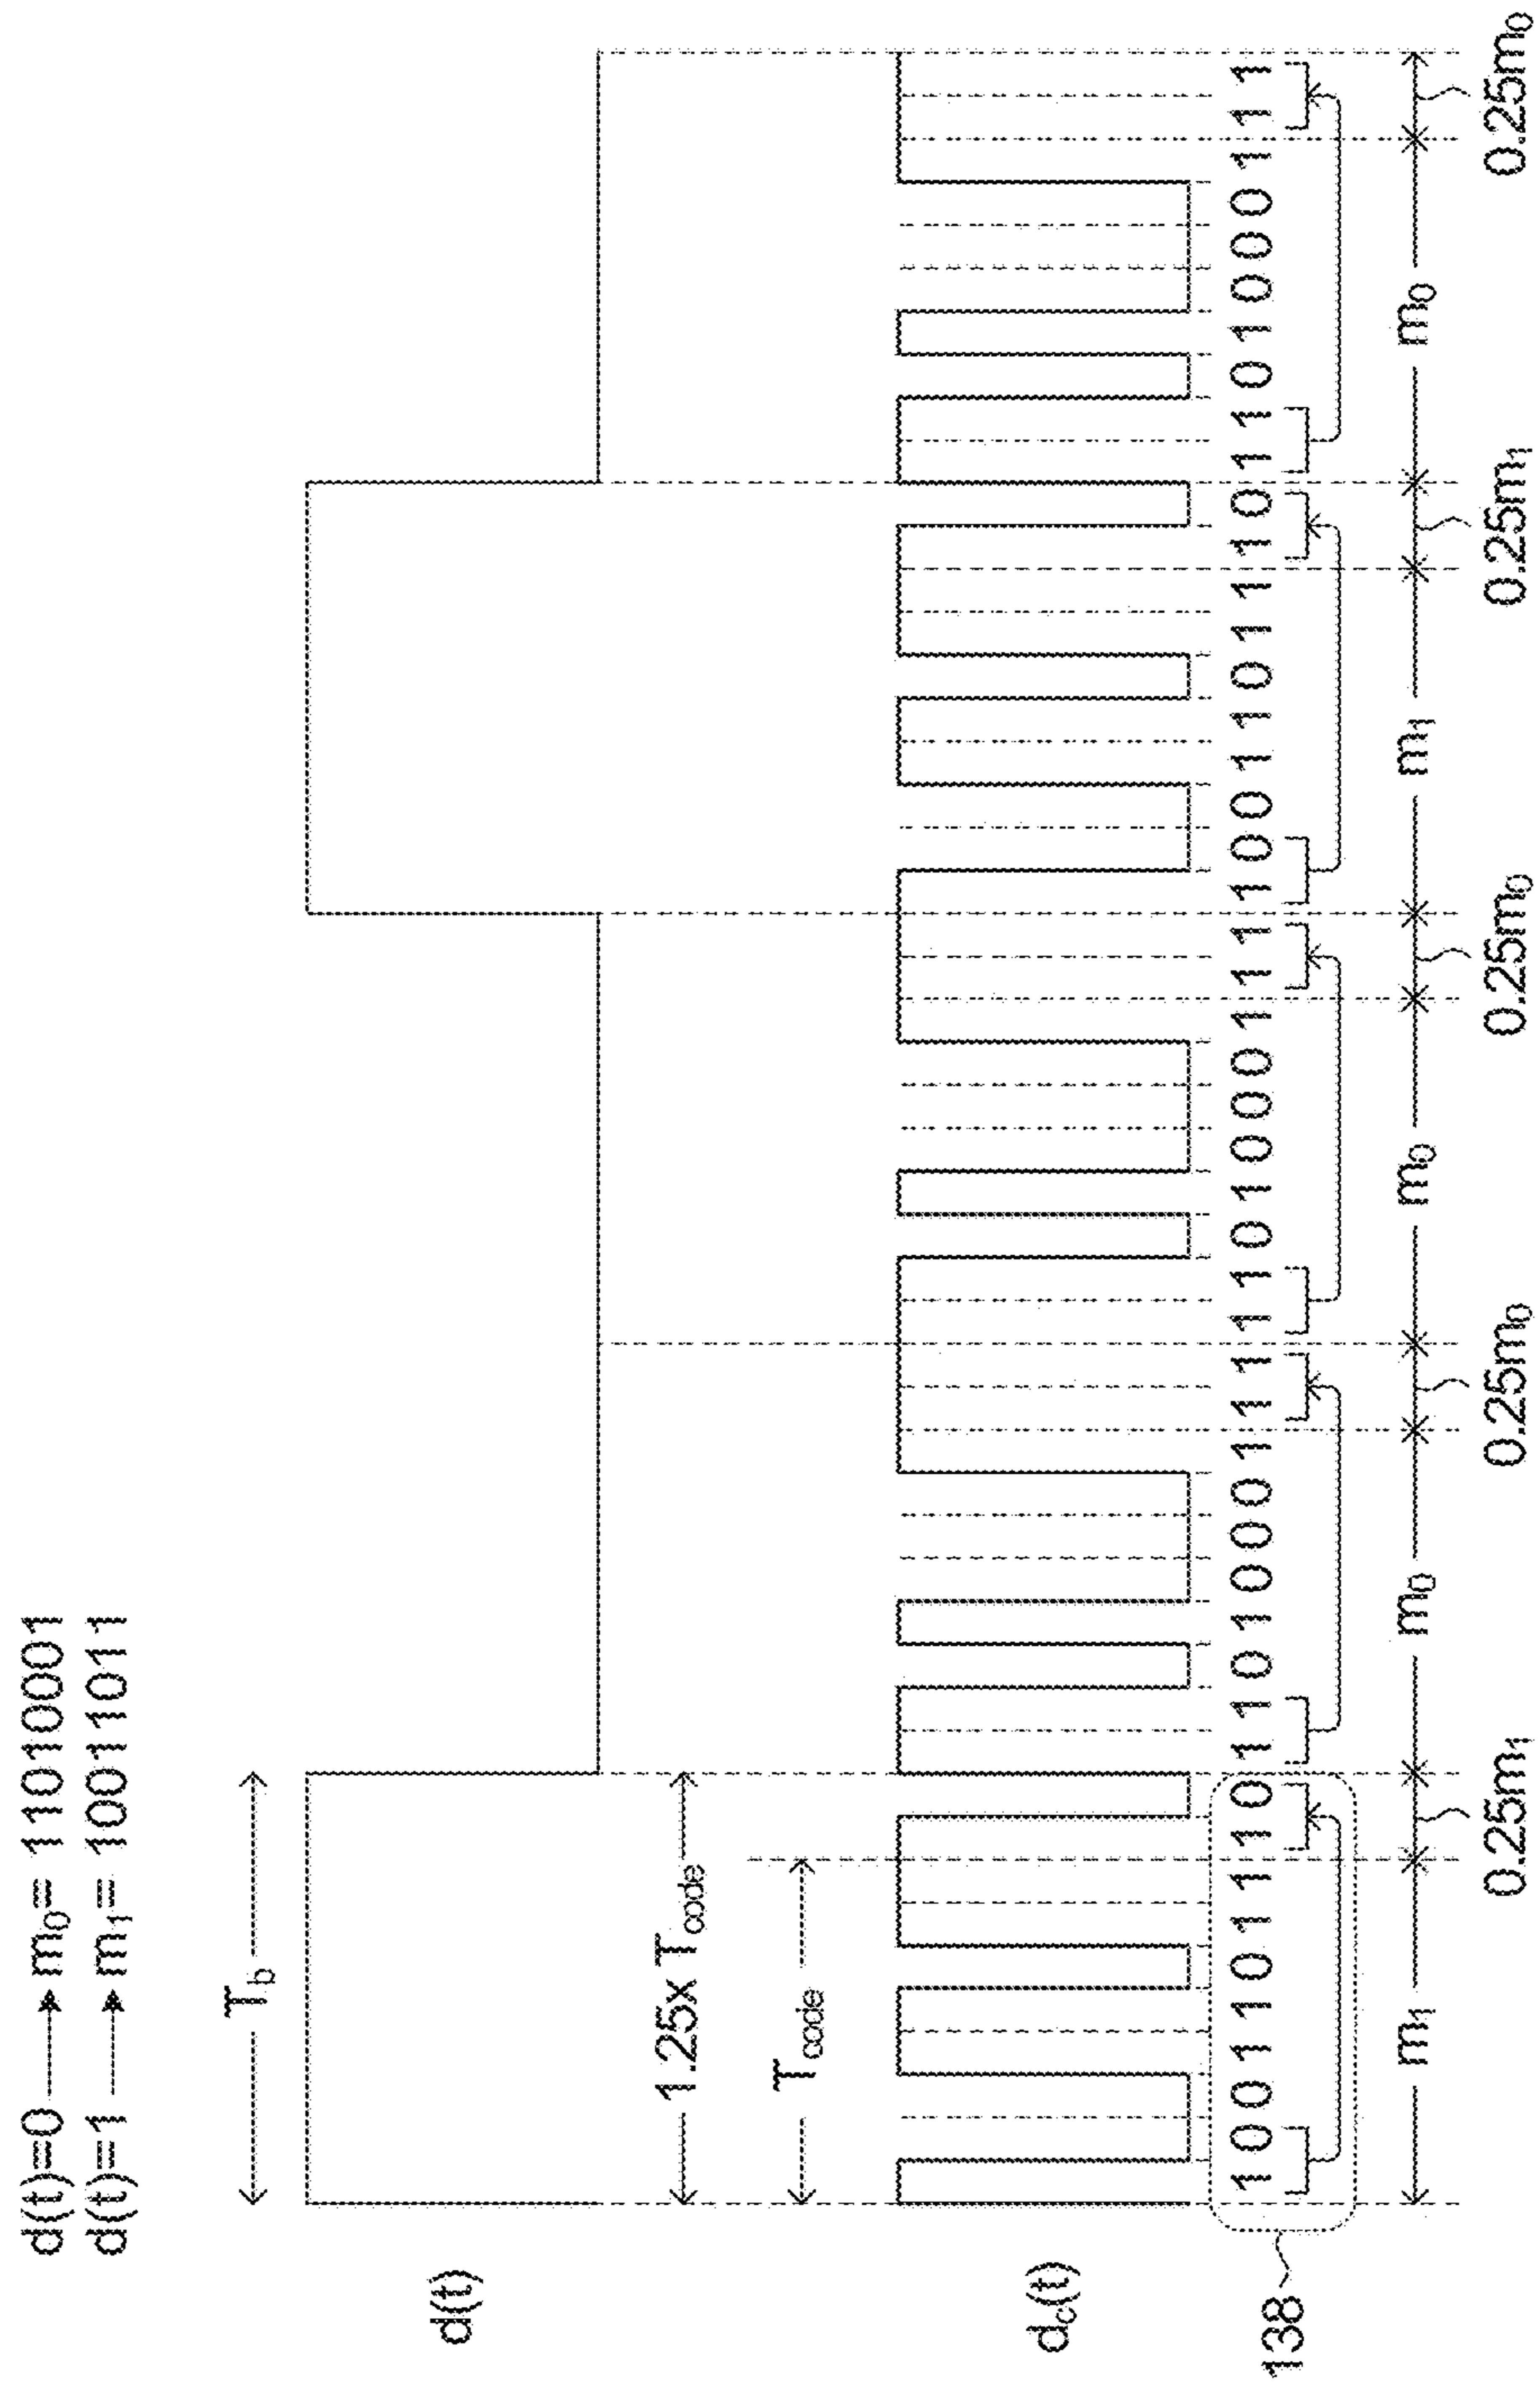 d(t)=0 → m₀= 11010001
d(t)=1 → m₁= 10011011
T_b
d(t)
1.25x T_code
T_code
d_c(t)
1 0 0 1 1 0 1 1 1 0 1 1 0 1 0 0 0 1 1 1 1 1 0 1 0 0 0 1 1 1 1 0 0 1 1 0 1 1 1 0 1 1 0 1 0 0 0 1 1 1
138
m₁ m₀ m₀ m₁ m₀
0.25m₁ 0.25m₀ 0.25m₀ 0.25m₁ 0.25m₀